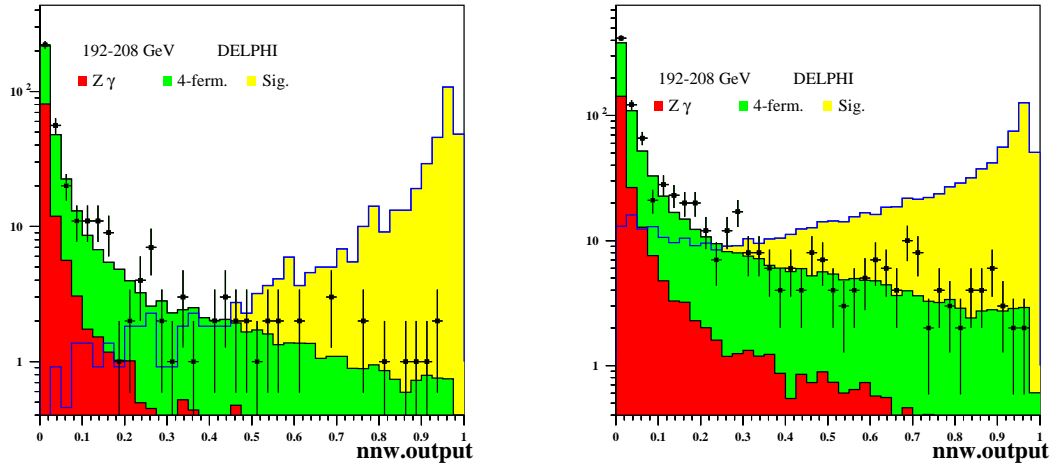 192-208 GeV DELPHI
Z γ 4-ferm. Sig.
10²
10
1
0 0.1 0.2 0.3 0.4 0.5 0.6 0.7 0.8 0.9 1
nnw.output
192-208 GeV DELPHI
Z γ 4-ferm. Sig.
10²
10
1
0 0.1 0.2 0.3 0.4 0.5 0.6 0.7 0.8 0.9 1
nnw.output